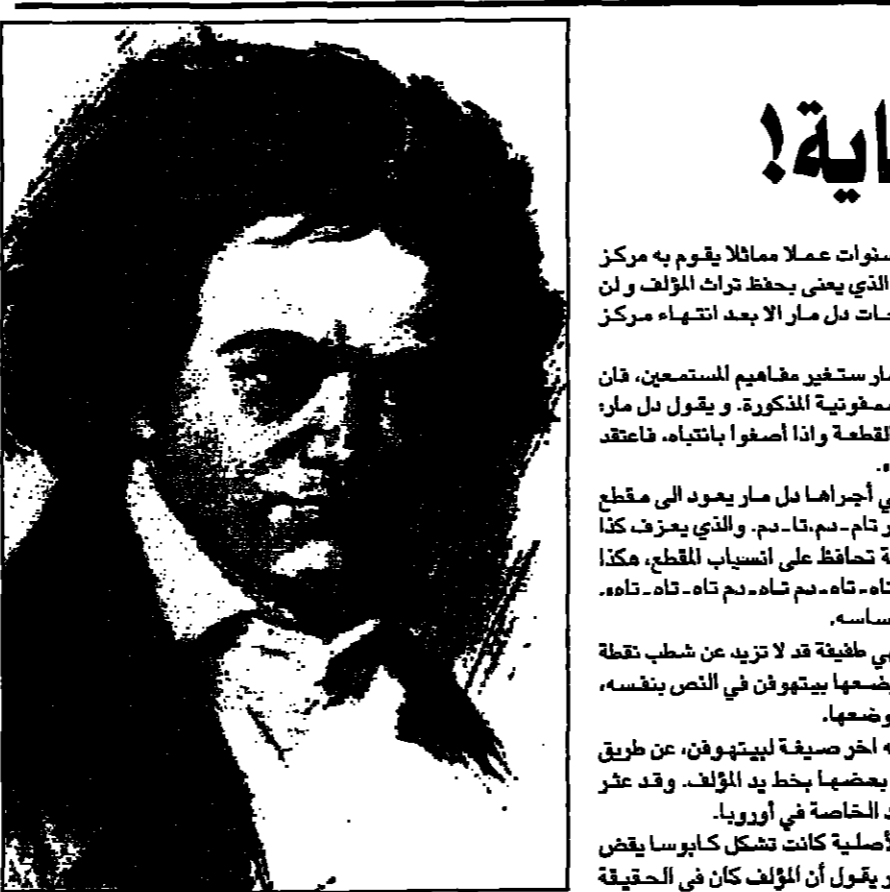 اية!
سنوات عملا مماثلا يقوم به مركز
الذي يعنى بحفظ تراث المؤلف و لن
حات دل مار الا بعد انتهاء مركز
مار ستغير مفاهيم المستمعين، فان
مفوتية المذكورة. و يقول دل مار:
لقطعة واذا أصغوا بانتباه، فاعتقد
».
ي أجراها دل مار يعود الى مقطع
ر تام-دم،تا-دم. والذي يعزف كذا
ة تحافظ على انسياب المقطع، هكذا
تاه-تاه-دم تاه-دم تاه-تاه-تاه».
ساسه.
هي طفيفة قد لا تزيد عن شطب نقطة
ضعها بيتهوفن في النص بنفسه،
وضعها.
ه اخر صيغة لبيتهوفن، عن طريق
بعضها بخط يد المؤلف. وقد عثر
د الخاصة في أوروبا.
لأصلية كانت تشكل كابوسا يقض
ر يقول أن المؤلف كان في الحقيقة